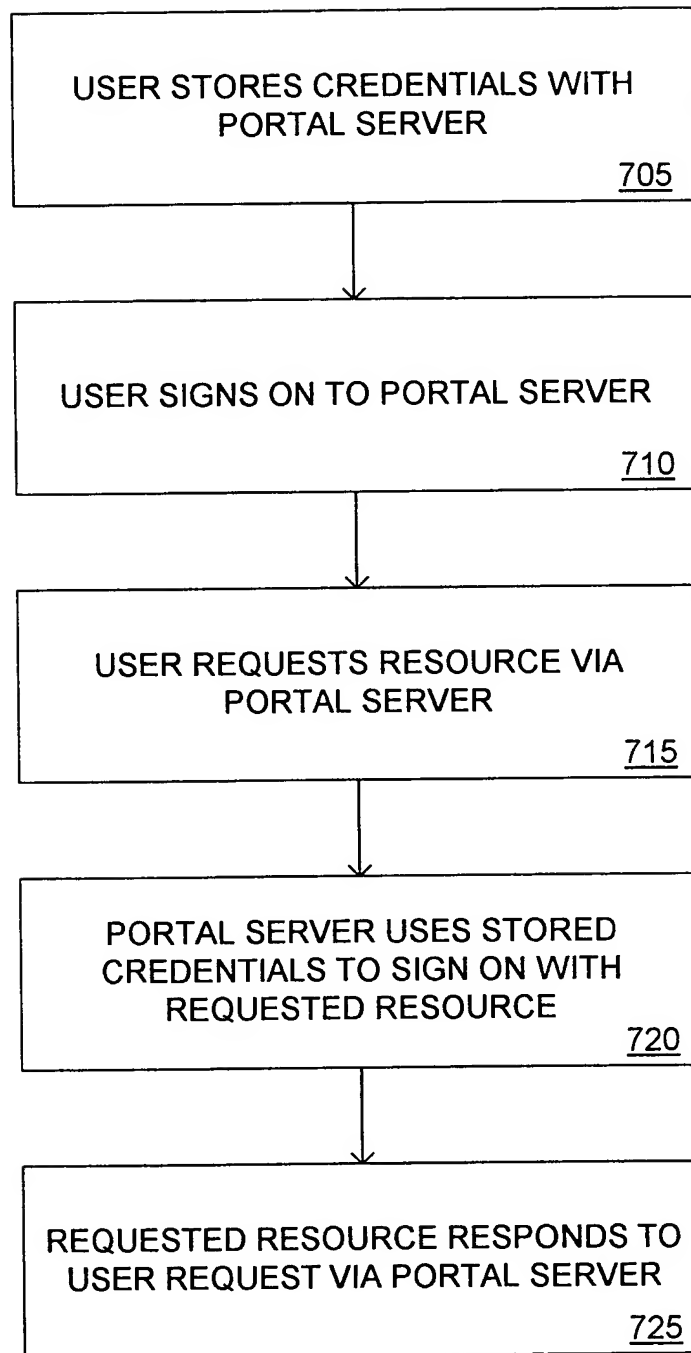 USER STORES CREDENTIALS WITH
PORTAL SERVER
705
USER SIGNS ON TO PORTAL SERVER
710
USER REQUESTS RESOURCE VIA
PORTAL SERVER
715
PORTAL SERVER USES STORED
CREDENTIALS TO SIGN ON WITH
REQUESTED RESOURCE
720
REQUESTED RESOURCE RESPONDS TO
USER REQUEST VIA PORTAL SERVER
725